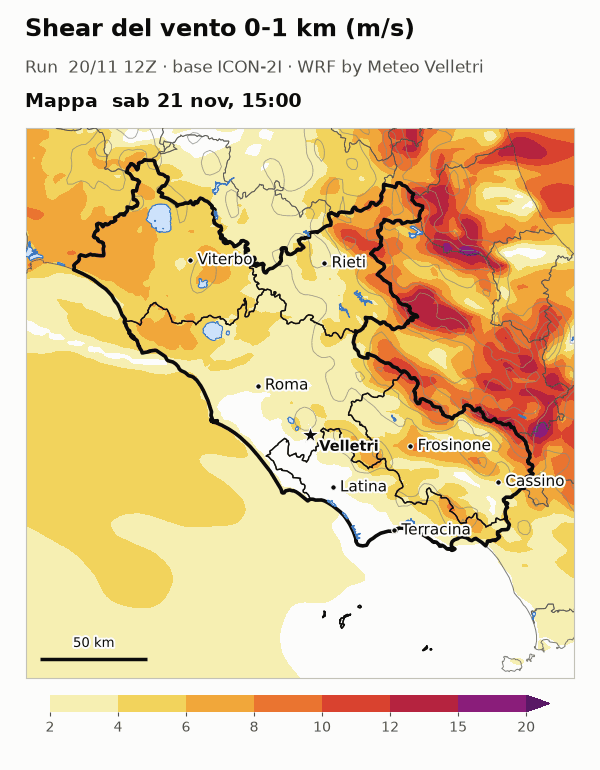 Shear del vento 0-1 km (m/s)
Run  20/11 12Z · base ICON-2I · WRF by Meteo Velletri
Mappa  sab 21 nov, 15:00
Viterbo
Rieti
Roma
Velletri
Frosinone
Latina
Cassino
Terracina
50 km
2 4 6 8 10 12 15 20